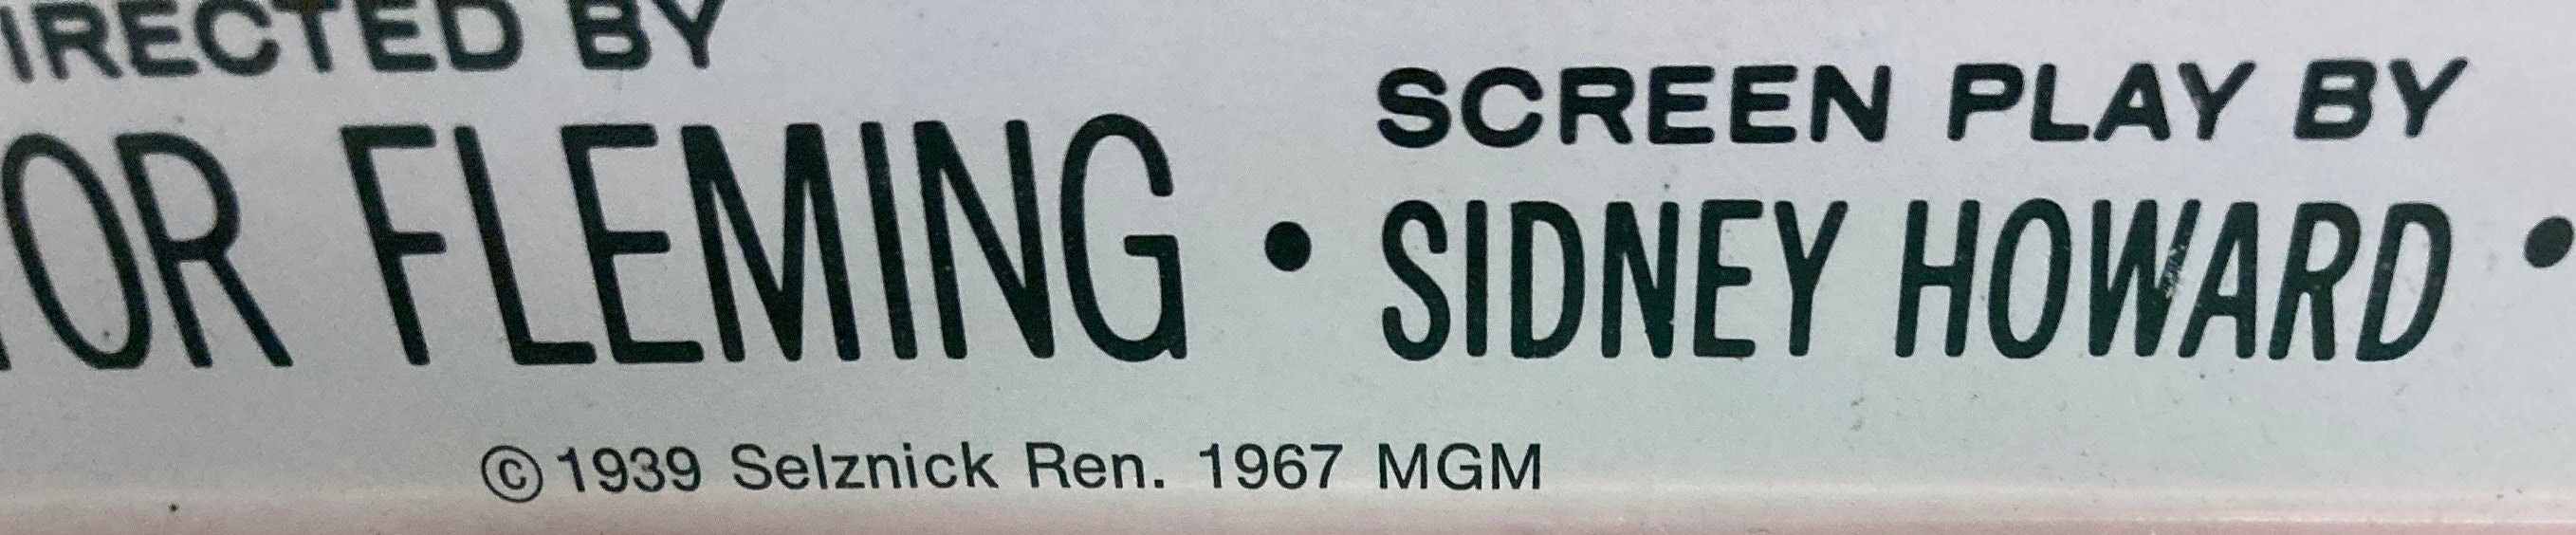 IRECTED BY
SCREEN PLAY BY
OR FLEMING • SIDNEY HOWARD •
© 1939 Selznick Ren. 1967 MGM